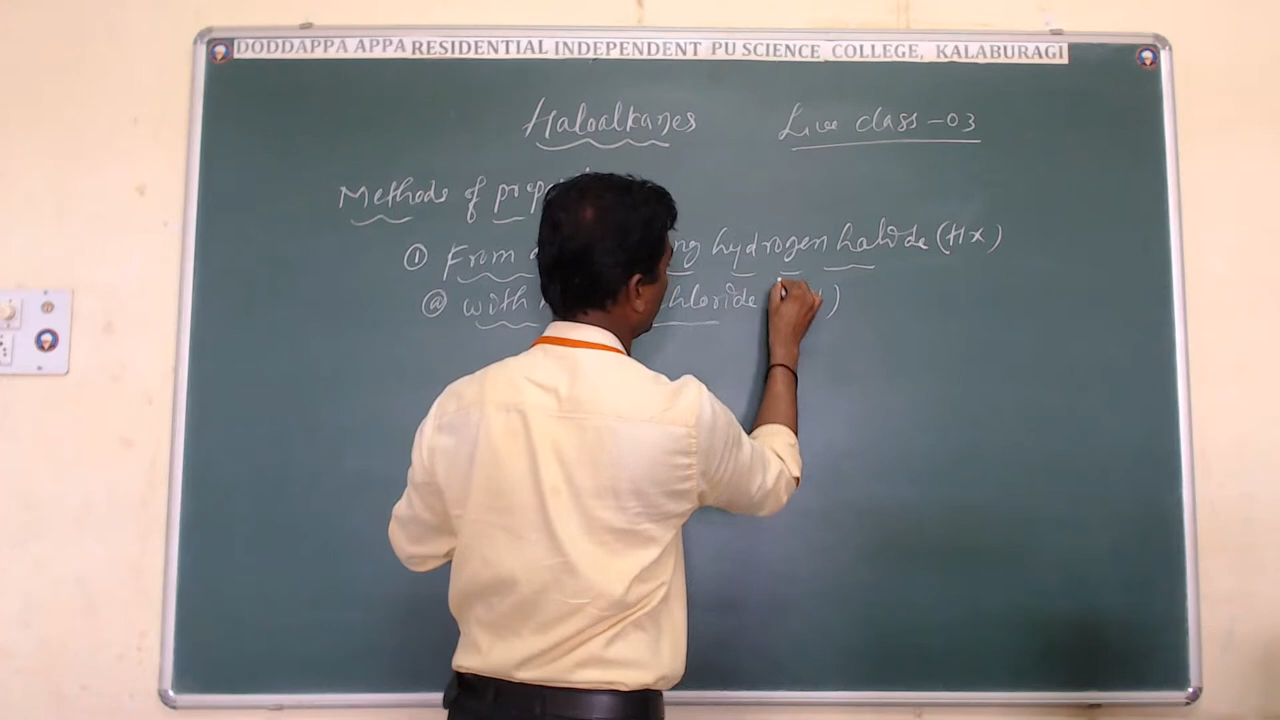 DODDAPPA APPA RESIDENTIAL INDEPENDENT PU SCIENCE COLLEGE, KALABURAGI
Haloalkanes Live class -03
Methods of prep
① From hydrogen halide (HX)
ⓐ with hloride )